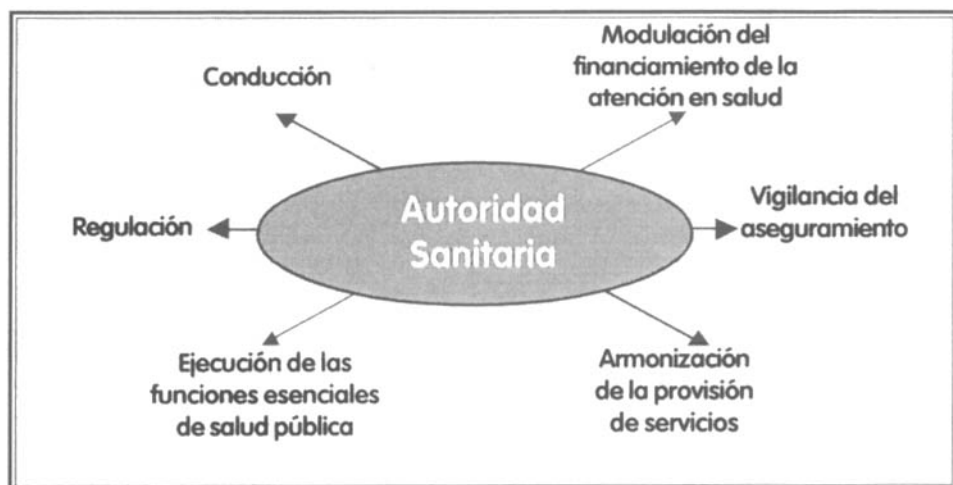 Conducción
Modulación del
financiamiento de la
atención en salud
Autoridad
Sanitaria
Regulación
Vigilancia del
aseguramiento
Ejecución de las
funciones esenciales
de salud pública
Armonización
de la provisión
de servicios